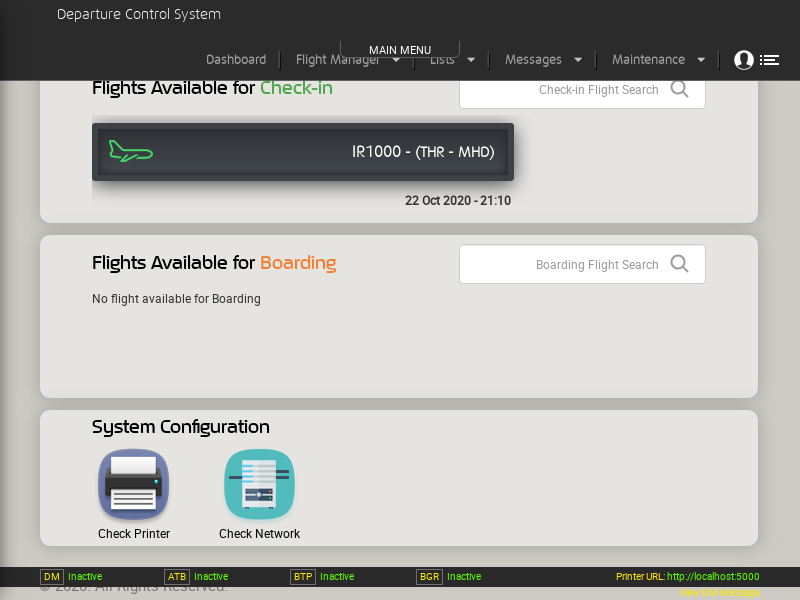 Departure Control System
MAIN MENU
Dashboard Flight Manager Lists Messages Maintenance
Flights Available for Check-in
Check-in Flight Search
IR1000 - (THR - MHD)
22 Oct 2020 - 21:10
Flights Available for Boarding
Boarding Flight Search
No flight available for Boarding
System Configuration
Check Printer Check Network
DM Inactive ATB Inactive BTP Inactive BGR Inactive Printer URL: http://localhost:5000
© 2020. All Rights Reserved.